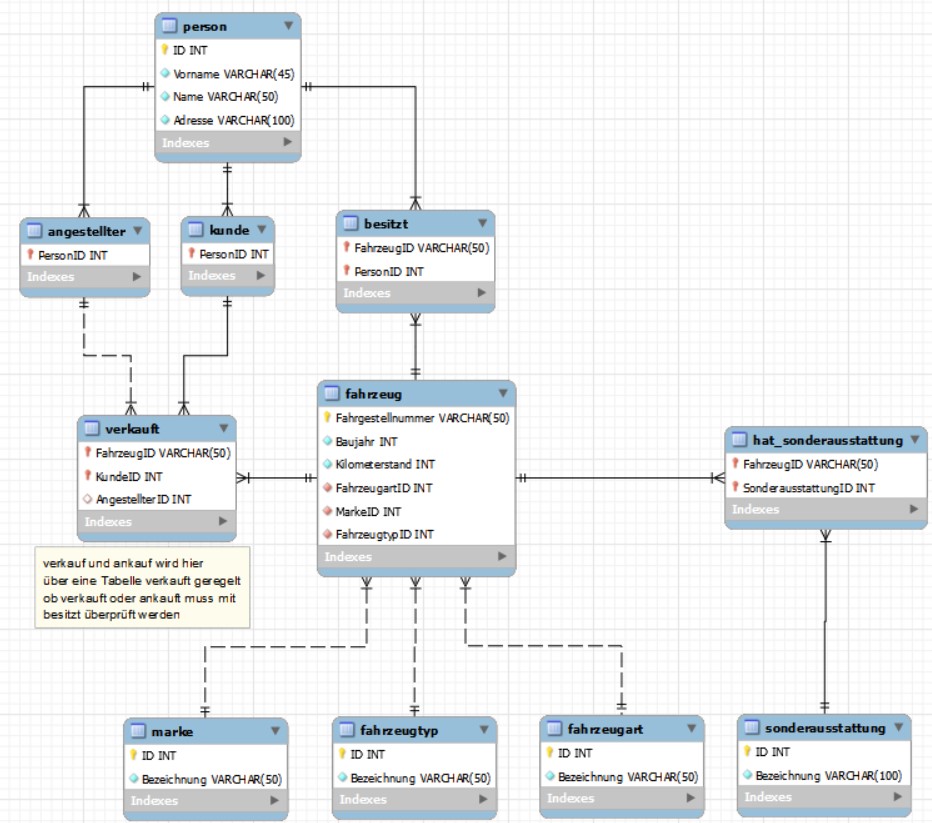 person
ID INT
Vorname VARCHAR(45)
Name VARCHAR(50)
Adresse VARCHAR(100)
Indexes
angestellter
PersonID INT
Indexes
kunde
PersonID INT
Indexes
besitzt
FahrzeugID VARCHAR(50)
PersonID INT
Indexes
verkauft
FahrzeugID VARCHAR(50)
KundeID INT
AngestellterID INT
Indexes
fahrzeug
Fahrgestellnummer VARCHAR(50)
Baujahr INT
Kilometerstand INT
FahrzeugartID INT
MarkeID INT
FahrzeugtypID INT
Indexes
hat_sonderausstattung
FahrzeugID VARCHAR(50)
SonderausstattungID INT
Indexes
verkauf und ankauf wird hier
über eine Tabelle verkauft geregelt
ob verkauft oder ankauft muss mit
besitzt überprüft werden
marke
ID INT
Bezeichnung VARCHAR(50)
Indexes
fahrzeugtyp
ID INT
Bezeichnung VARCHAR(50)
Indexes
fahrzeugart
ID INT
Bezeichnung VARCHAR(50)
Indexes
sonderausstattung
ID INT
Bezeichnung VARCHAR(100)
Indexes